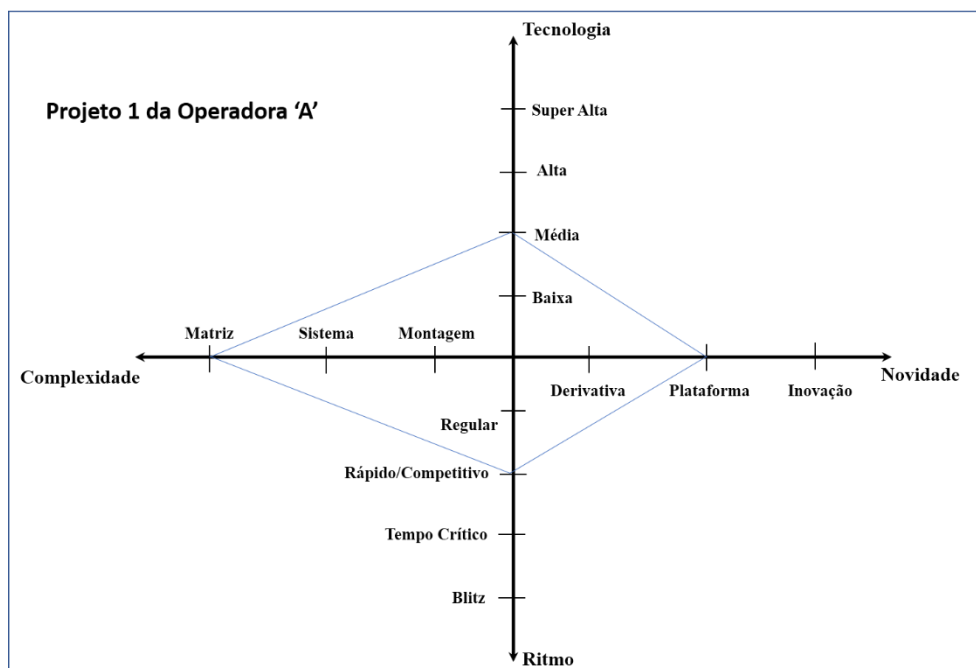 Tecnologia
Projeto 1 da Operadora ‘A’
Super Alta
Alta
Média
Baixa
Matriz
Sistema
Montagem
Complexidade
Novidade
Derivativa
Plataforma
Inovação
Regular
Rápido/Competitivo
Tempo Crítico
Blitz
Ritmo